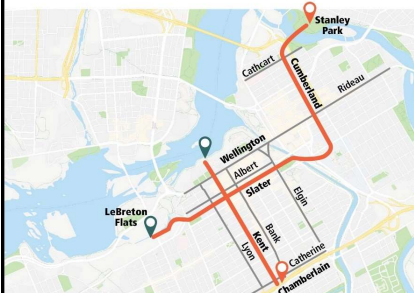 Stanley
Park
Cathcart
Cumberland
Rideau
Wellington
Albert
Slater
Elgin
LeBreton
Flats
Lyon
Kent
Bank
Catherine
Chamberlain